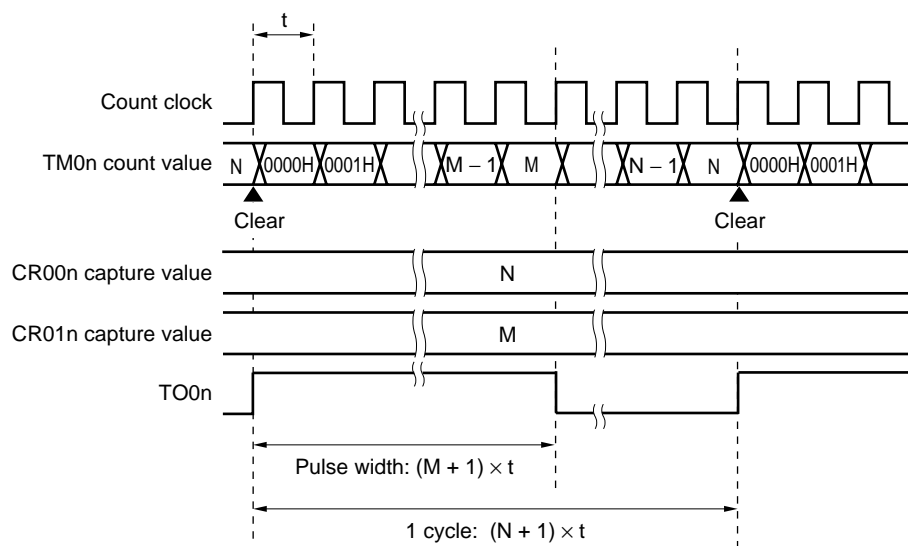 t
Count clock
TM0n count value N 0000H 0001H M – 1 M N – 1 N 0000H 0001H
Clear Clear
CR00n capture value N
CR01n capture value M
TO0n
Pulse width: (M + 1) × t
1 cycle: (N + 1) × t